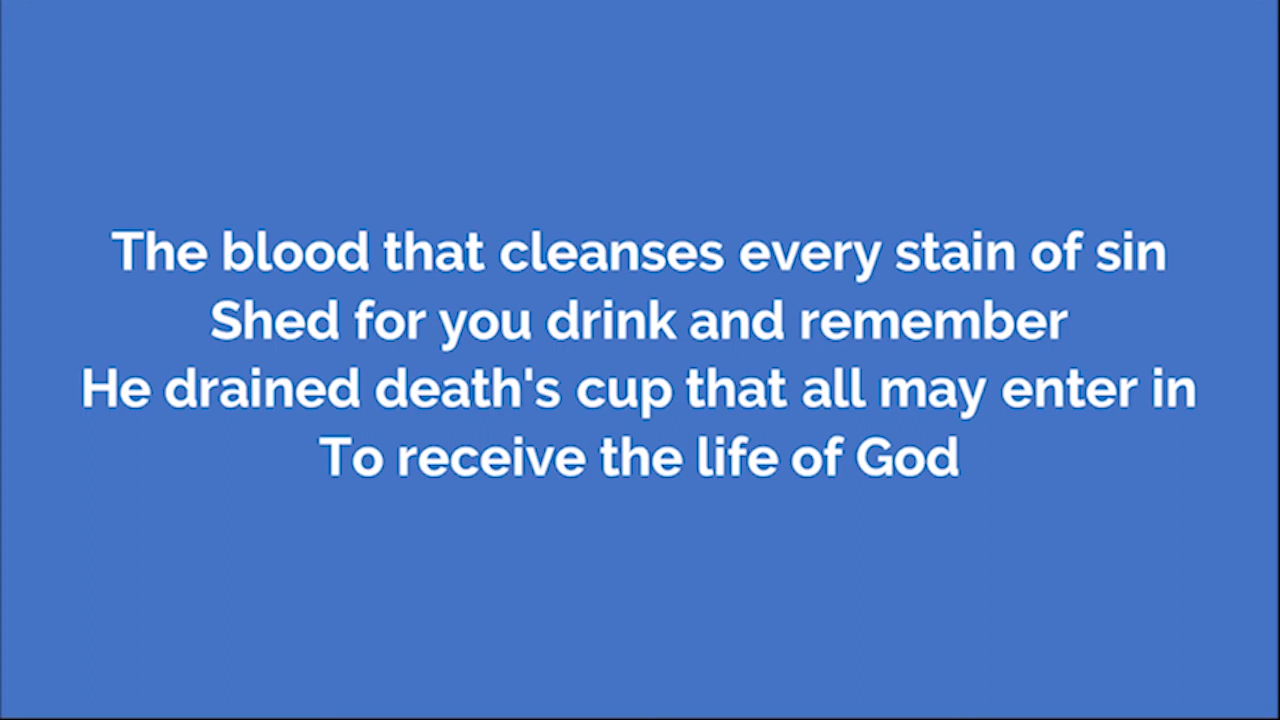 The blood that cleanses every stain of sin
Shed for you drink and remember
He drained death's cup that all may enter in
To receive the life of God